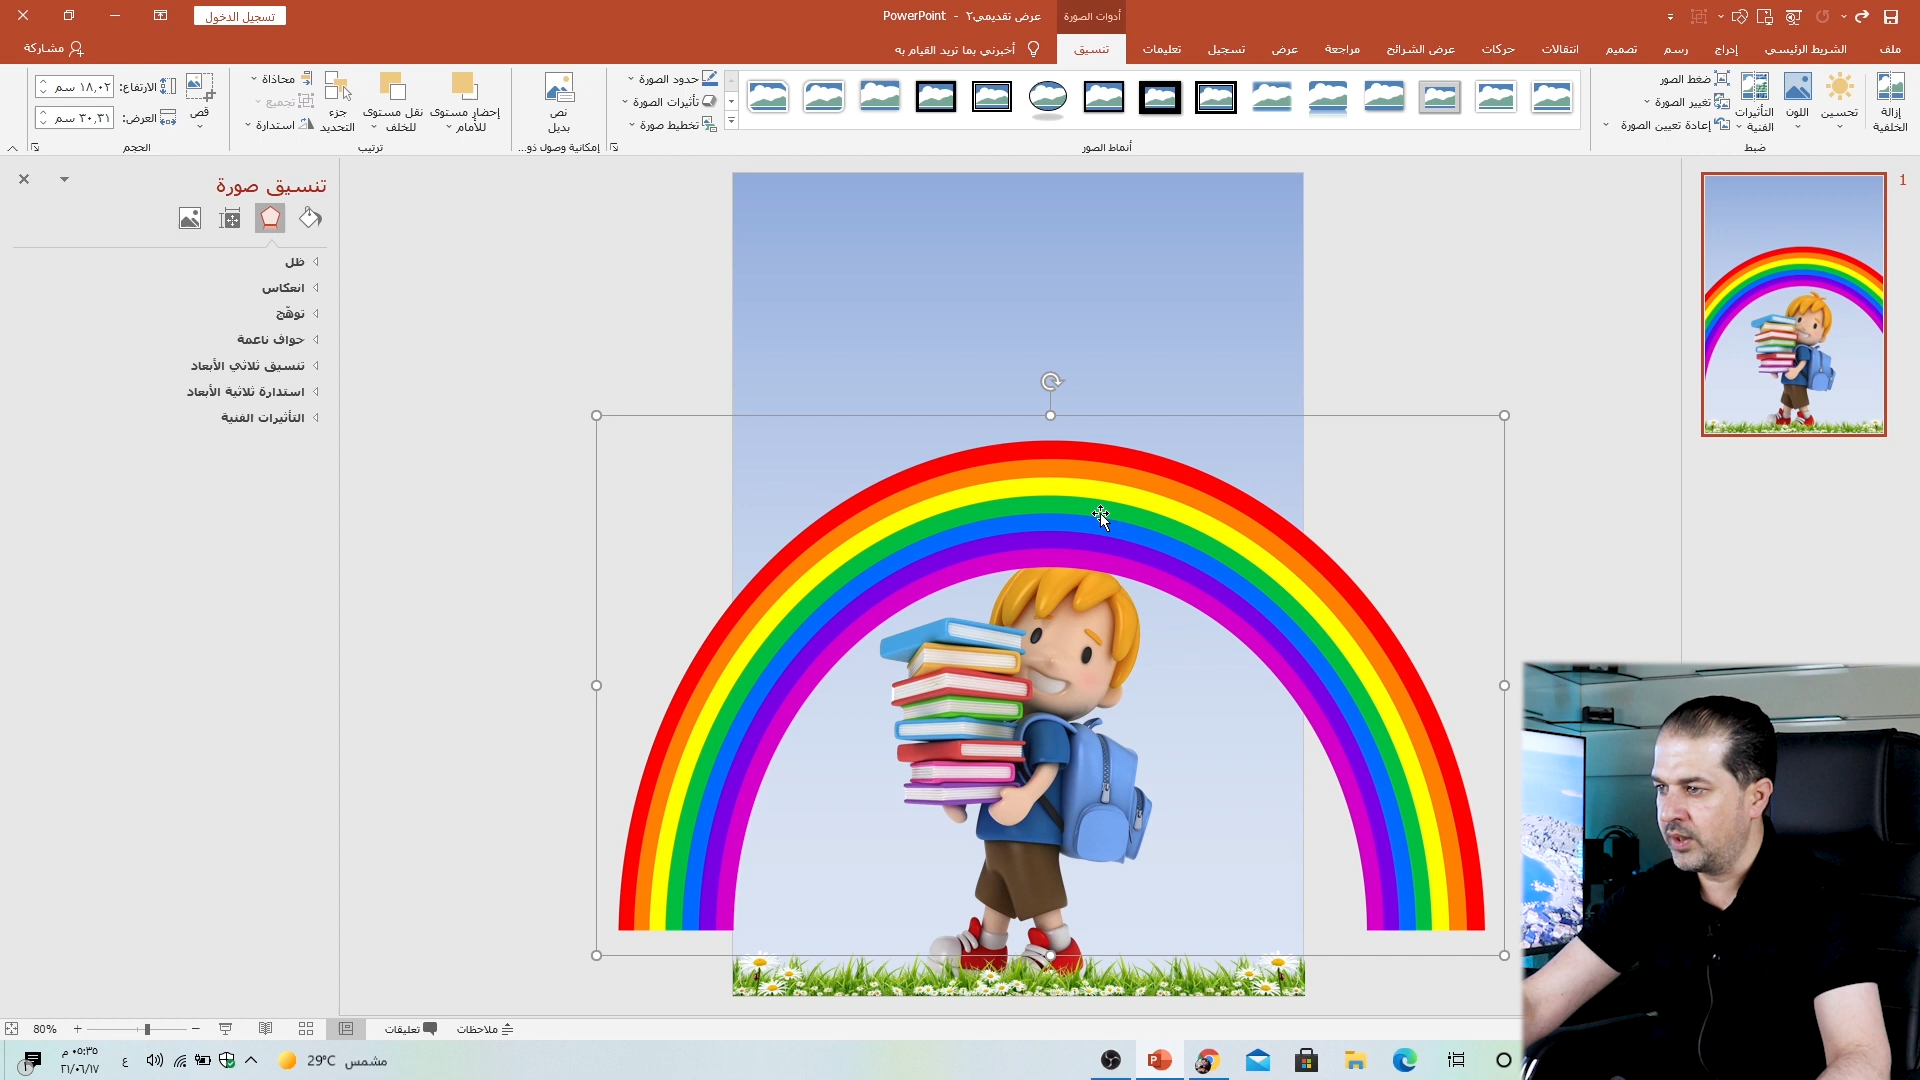 تسجيل الدخول
عرض تقديمي٢ - PowerPoint
أدوات الصورة
ملف
الشريط الرئيسي
إدراج
رسم
تصميم
انتقالات
حركات
عرض الشرائح
مراجعة
عرض
تسجيل
تعليمات
تنسيق
أخبرني بما تريد القيام به
مشاركة
إزالة الخلفية
تحسين
اللون
التأثيرات الفنية
ضغط الصور
تغيير الصورة
إعادة تعيين الصورة
ضبط
أنماط الصور
حدود الصورة
تأثيرات الصورة
تخطيط صورة
نص بديل
إمكانية وصول ذو...
إحضار مستوى للأمام
نقل مستوى للخلف
جزء التحديد
محاذاة
تجميع
استدارة
ترتيب
قص
الارتفاع: ١٨,٠٢ سم
العرض: ٣٠,٣١ سم
الحجم
تنسيق صورة
ظل
انعكاس
توهّج
حواف ناعمة
تنسيق ثلاثي الأبعاد
استدارة ثلاثية الأبعاد
التأثيرات الفنية
1
ملاحظات
تعليقات
80%
مشمس 29°C
ع
٠٥:٣٥ م
٢١/٠٦/١٧
1